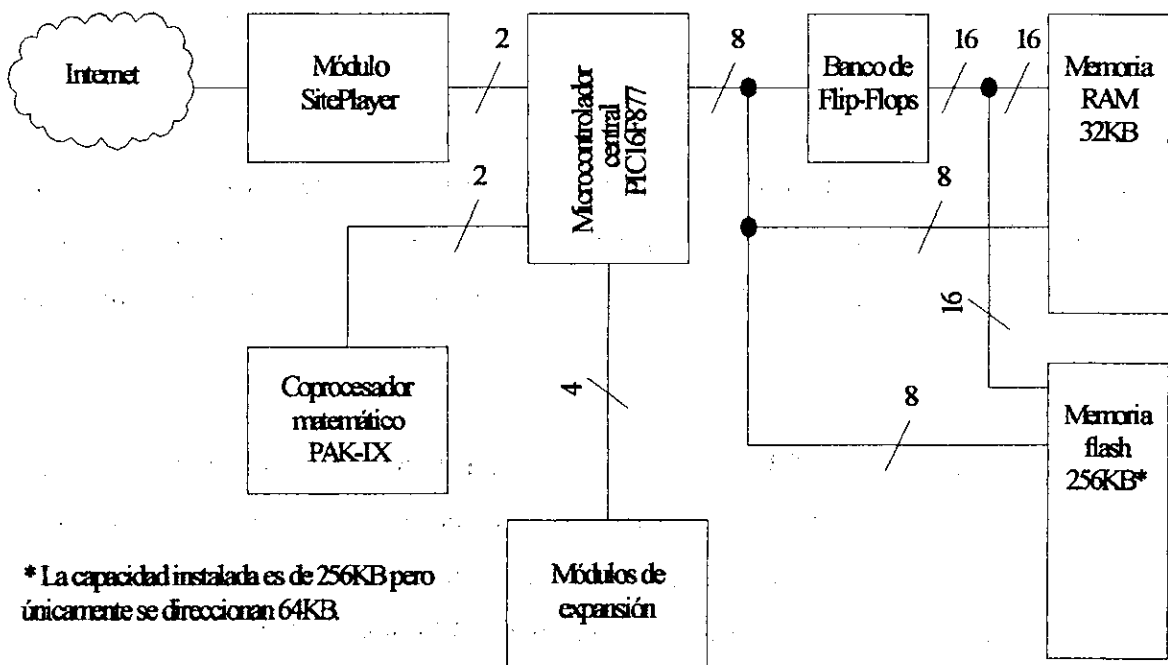 Internet
Módulo
SitePlayer
2
Microcontrolador
central
PIC16F877
8
Banco de
Flip-Flops
16
16
Memoria
RAM
32KB
2
8
16
Coprocesador
matemático
PAK-IX
4
8
Memoria
flash
256KB*
Módulos de
expansión
* La capacidad instalada es de 256KB pero
únicamente se direccionan 64KB.